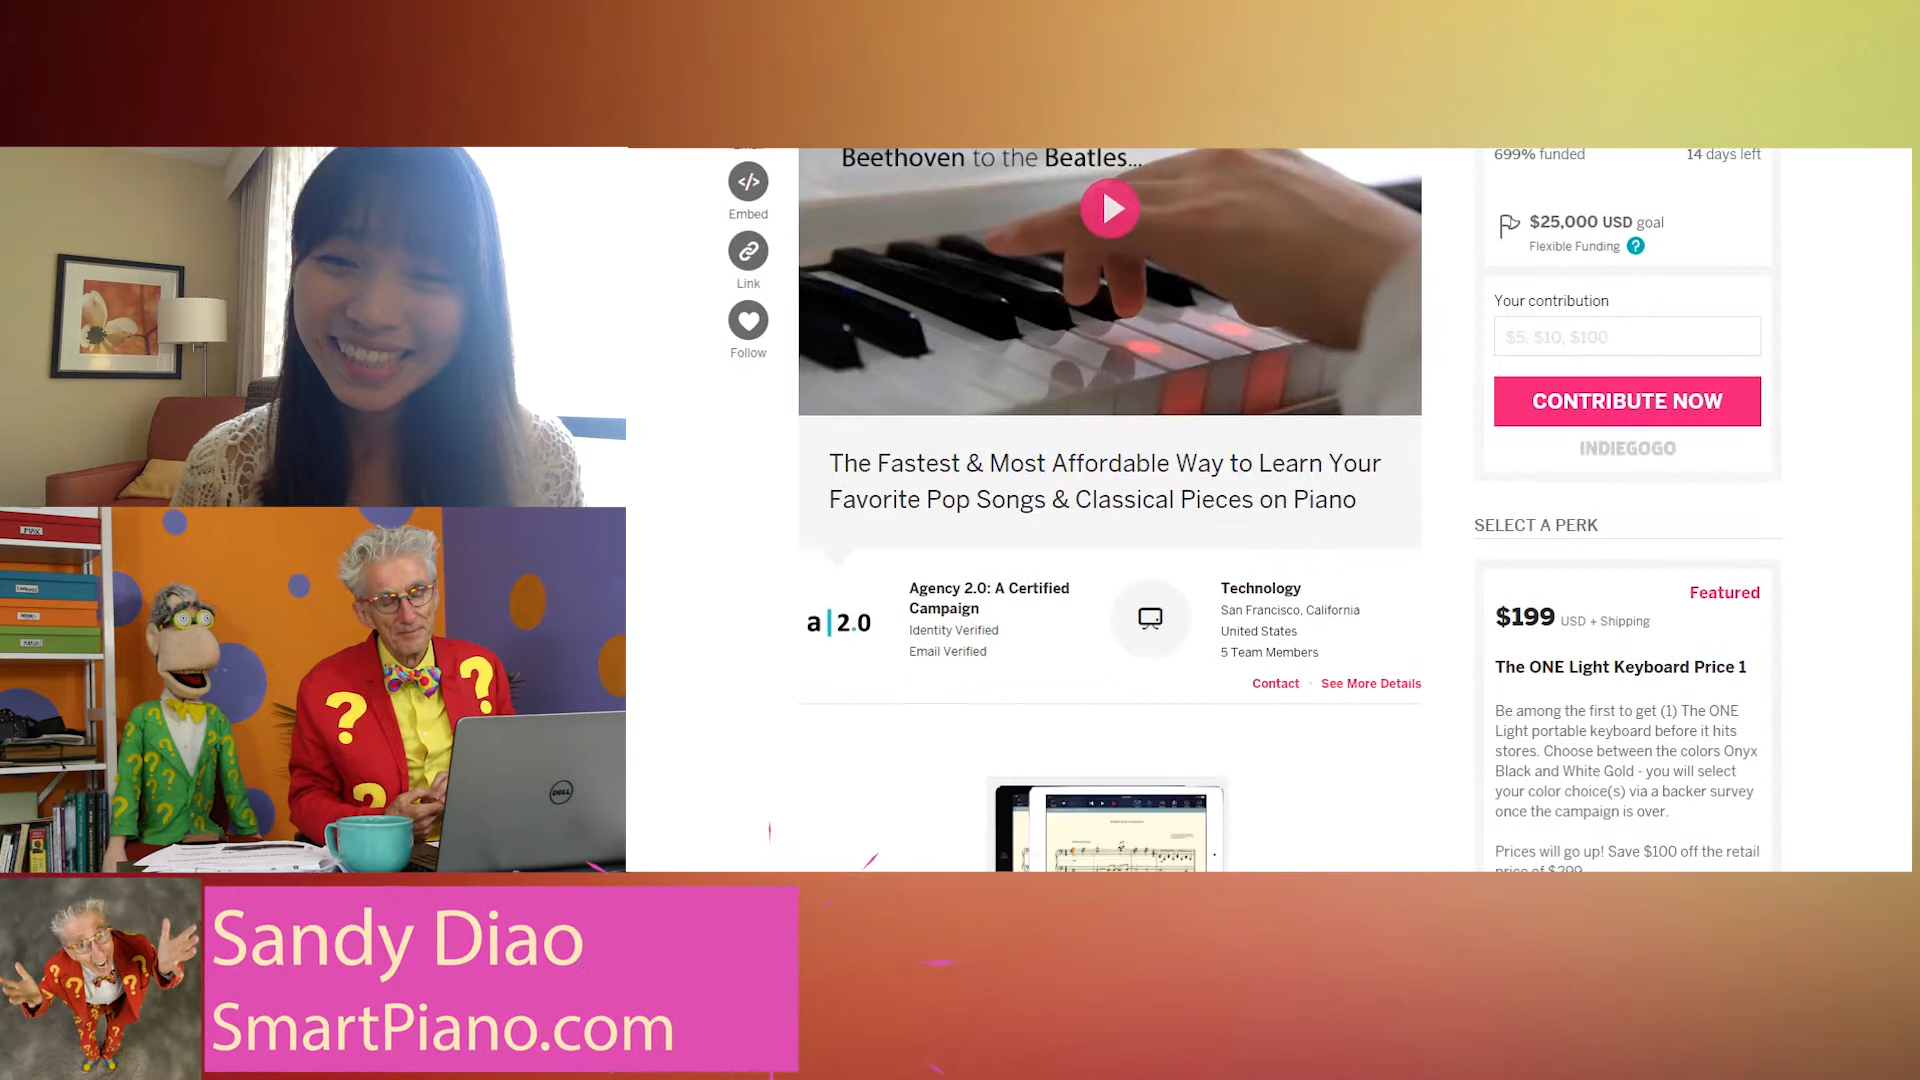 Embed
Link
Follow
Beethoven to the Beatles...
The Fastest & Most Affordable Way to Learn Your
Favorite Pop Songs & Classical Pieces on Piano
a|2.0
Agency 2.0: A Certified
Campaign
Identity Verified
Email Verified
Technology
San Francisco, California
United States
5 Team Members
Contact · See More Details
699% funded 14 days left
$25,000 USD goal
Flexible Funding ?
Your contribution
$5, $10, $100
CONTRIBUTE NOW
INDIEGOGO
SELECT A PERK
Featured
$199 USD + Shipping
The ONE Light Keyboard Price 1
Be among the first to get (1) The ONE
Light portable keyboard before it hits
stores. Choose between the colors Onyx
Black and White Gold - you will select
your color choice(s) via a backer survey
once the campaign is over.
Prices will go up! Save $100 off the retail
price of $299
MAX
DELL
Sandy Diao
SmartPiano.com